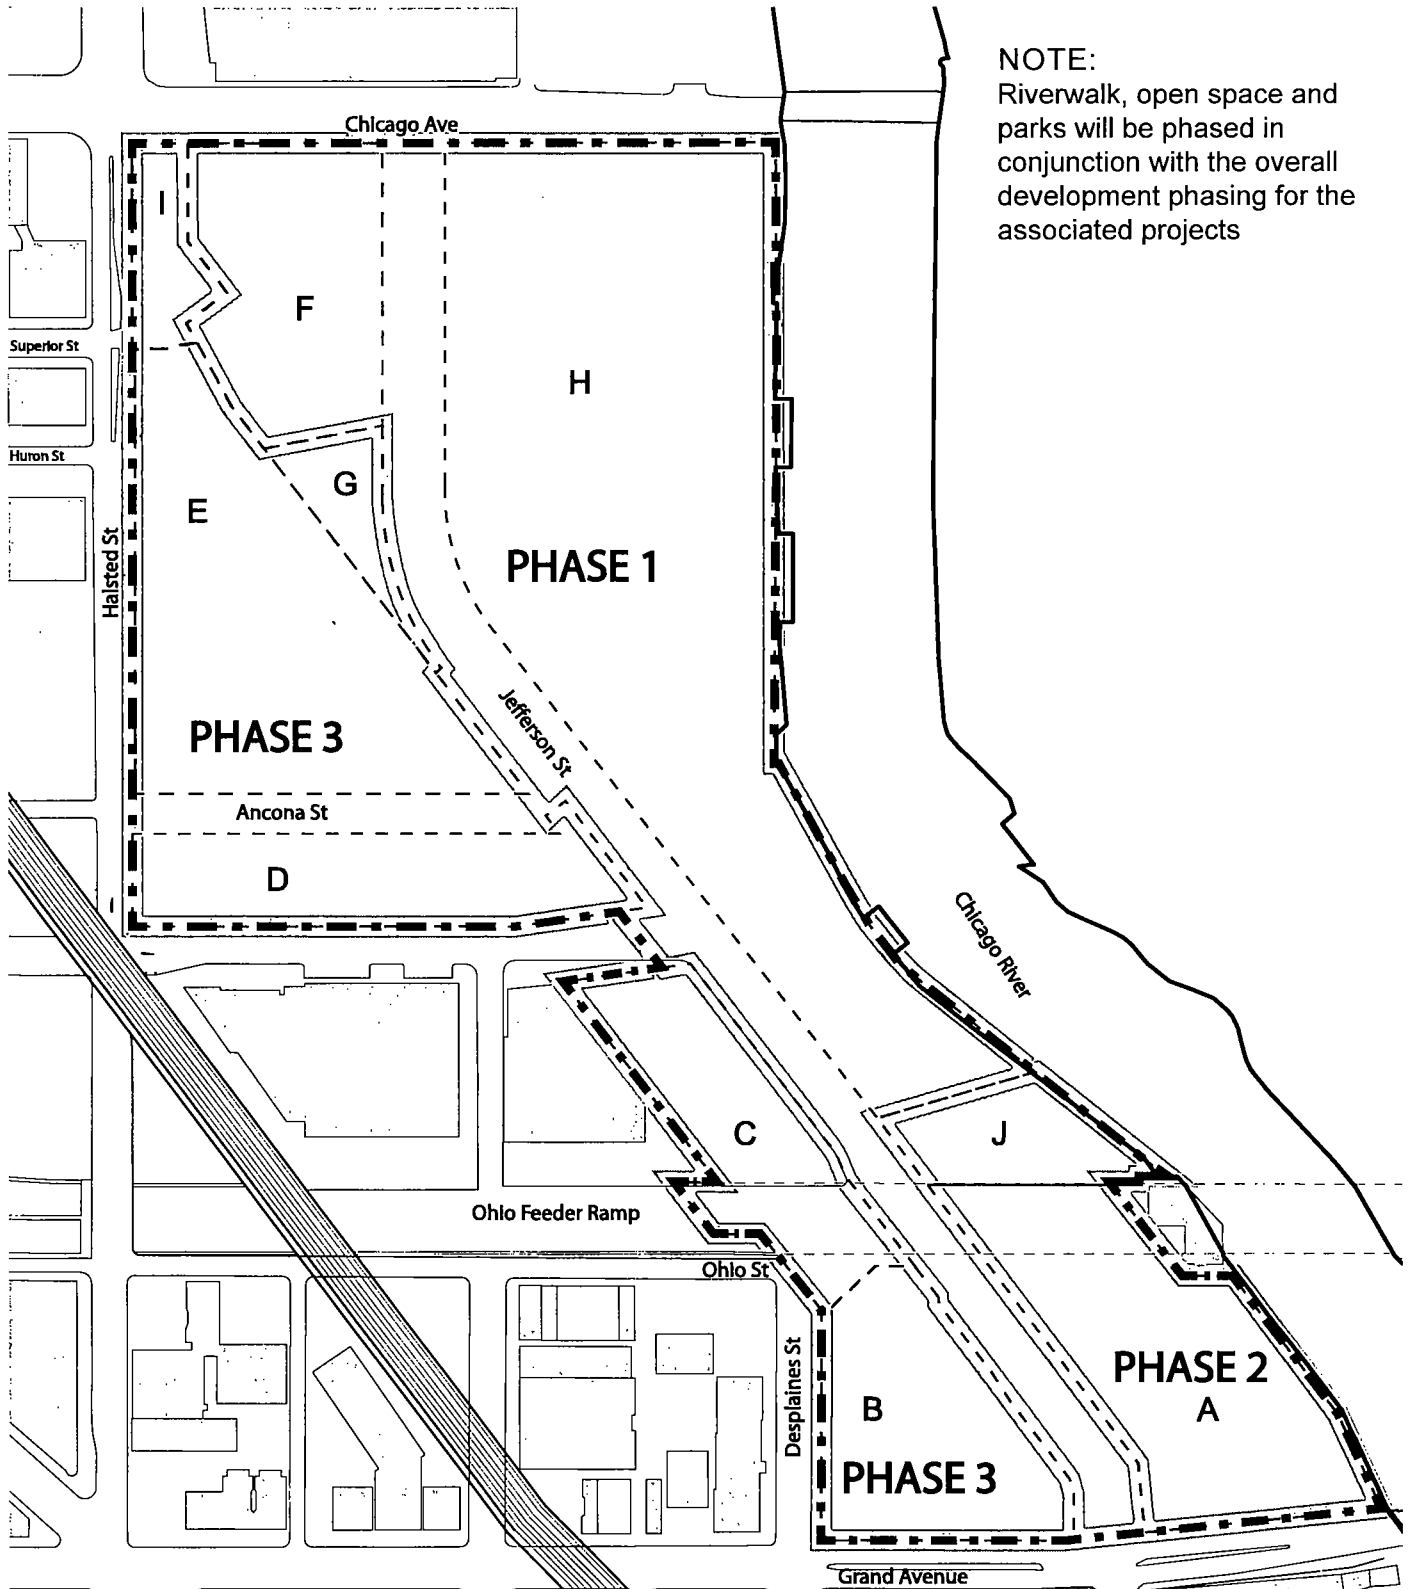 NOTE:
Riverwalk, open space and
parks will be phased in
conjunction with the overall
development phasing for the
associated projects
Chicago Ave
I
F
H
Superior St
Huron St
G
E
Halsted St
PHASE 1
Jefferson St
PHASE 3
Ancona St
D
Chicago River
C
J
Ohio Feeder Ramp
Ohio St
PHASE 2
A
Desplaines St
B
PHASE 3
Grand Avenue